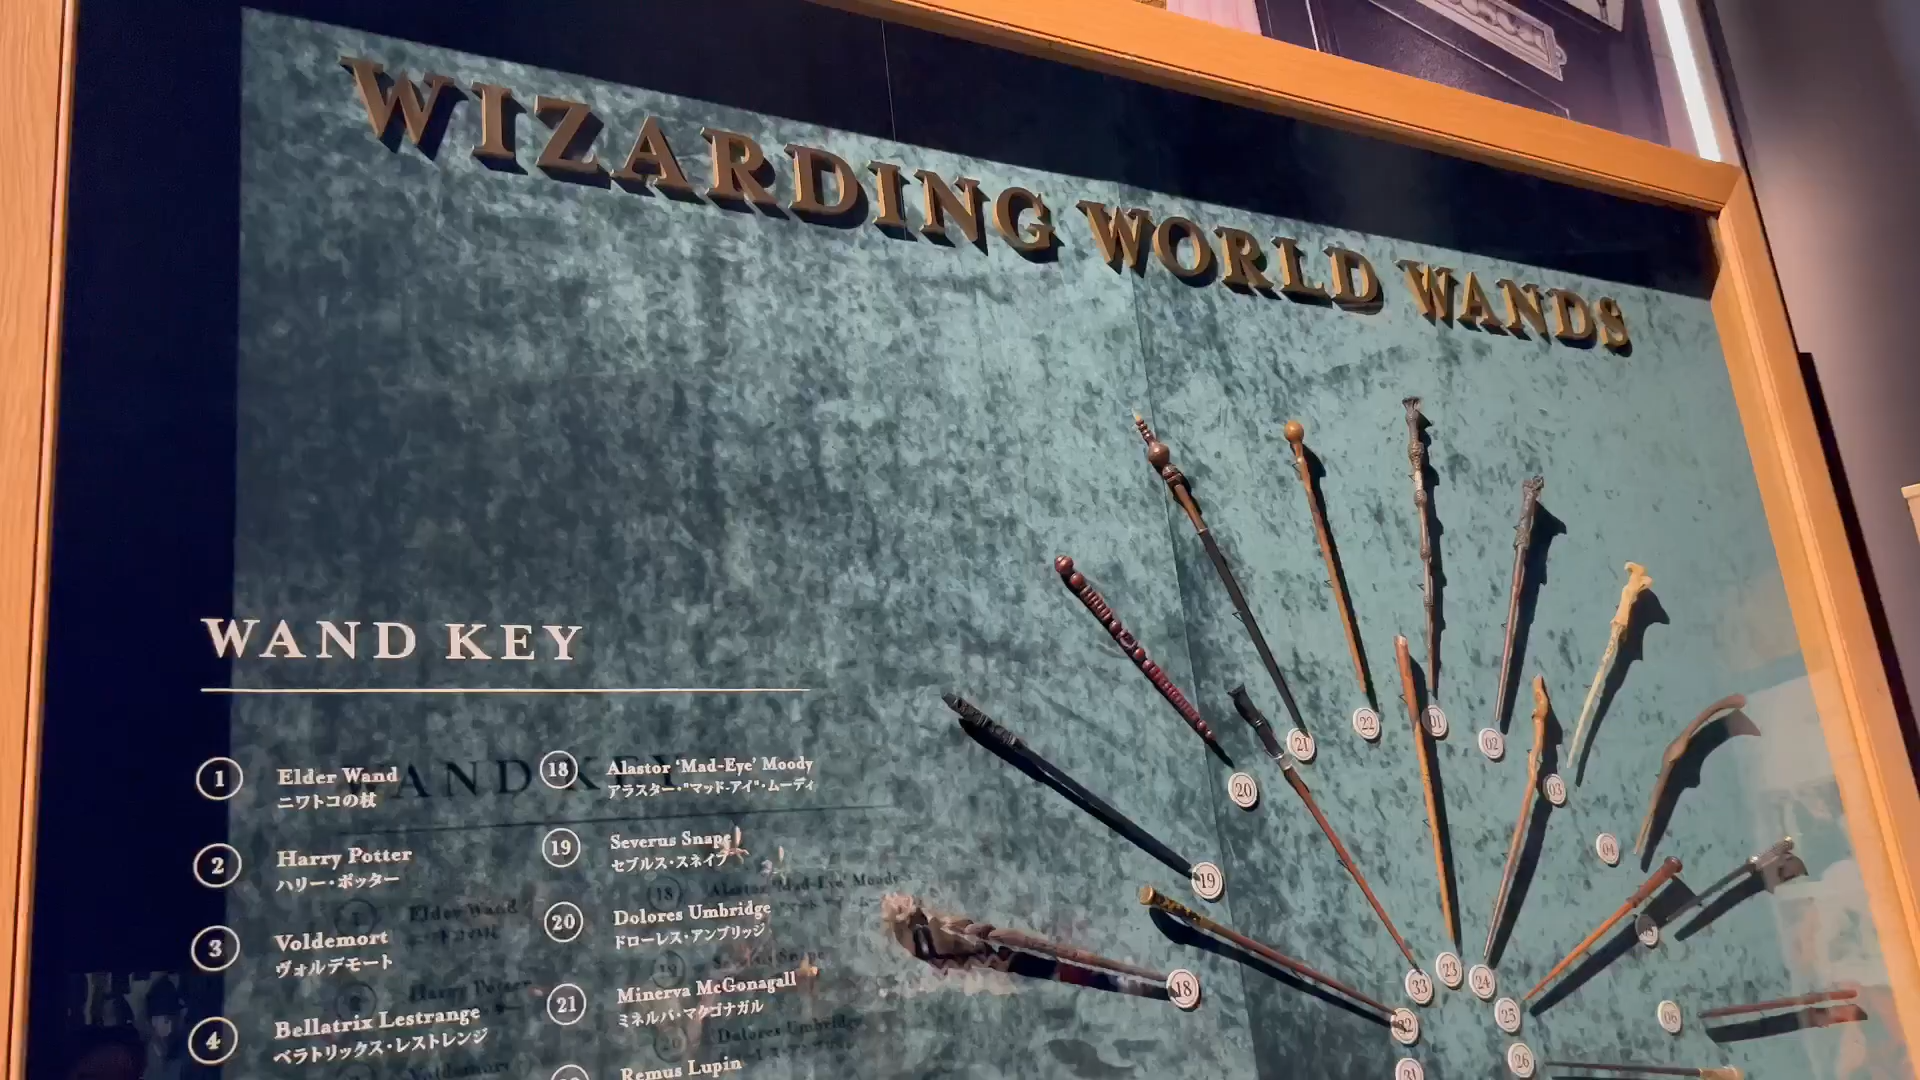 WIZARDING WORLD WANDS
WAND KEY
1 Elder Wand
ニワトコの杖
2 Harry Potter
ハリー・ポッター
3 Voldemort
ヴォルデモート
4 Bellatrix Lestrange
ベラトリックス・レストレンジ
18 Alastor ‘Mad-Eye’ Moody
アラスター・"マッド-アイ"・ムーディ
19 Severus Snape
セブルス・スネイプ
20 Dolores Umbridge
ドローレス・アンブリッジ
21 Minerva McGonagall
ミネルバ・マクゴナガル
Remus Lupin
22
01
21
02
20
03
04
19
05
18
33
23
24
25
06
32
26
31